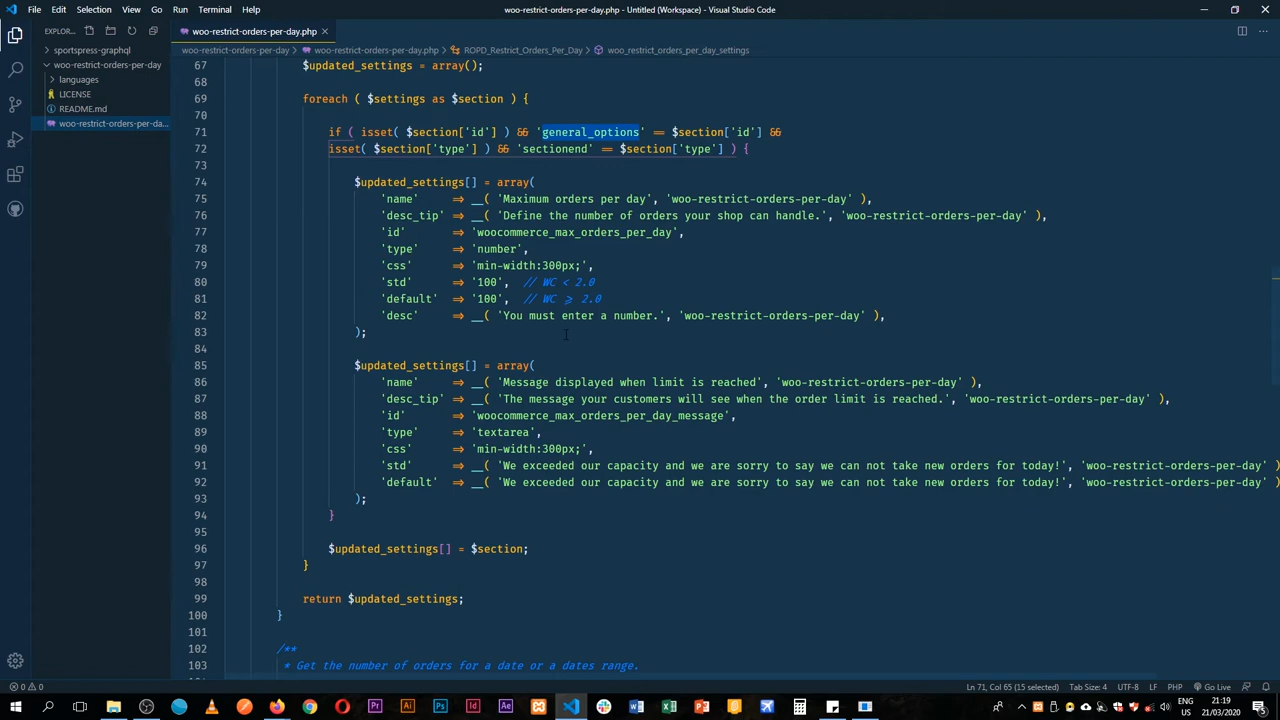 File Edit Selection View Go Run Terminal Help
woo-restrict-orders-per-day.php - Untitled (Workspace) - Visual Studio Code
EXPLOR...
woo-restrict-orders-per-day.php
woo-restrict-orders-per-day > woo-restrict-orders-per-day.php > ROPD_Restrict_Orders_Per_Day > woo_restrict_orders_per_day_settings
sportspress-graphql
woo-restrict-orders-per-day
languages
LICENSE
README.md
woo-restrict-orders-per-da...
67 $updated_settings = array();
68
69 foreach ( $settings as $section ) {
70
71 if ( isset( $section['id'] ) && 'general_options' == $section['id'] &&
72 isset( $section['type'] ) && 'sectionend' == $section['type'] ) {
73
74 $updated_settings[] = array(
75 'name' => __( 'Maximum orders per day', 'woo-restrict-orders-per-day' ),
76 'desc_tip' => __( 'Define the number of orders your shop can handle.', 'woo-restrict-orders-per-day' ),
77 'id' => 'woocommerce_max_orders_per_day',
78 'type' => 'number',
79 'css' => 'min-width:300px;',
80 'std' => '100', // WC < 2.0
81 'default' => '100', // WC >= 2.0
82 'desc' => __( 'You must enter a number.', 'woo-restrict-orders-per-day' ),
83 );
84
85 $updated_settings[] = array(
86 'name' => __( 'Message displayed when limit is reached', 'woo-restrict-orders-per-day' ),
87 'desc_tip' => __( 'The message your customers will see when the order limit is reached.', 'woo-restrict-orders-per-day' ),
88 'id' => 'woocommerce_max_orders_per_day_message',
89 'type' => 'textarea',
90 'css' => 'min-width:300px;',
91 'std' => __( 'We exceeded our capacity and we are sorry to say we can not take new orders for today!', 'woo-restrict-orders-per-day' )
92 'default' => __( 'We exceeded our capacity and we are sorry to say we can not take new orders for today!', 'woo-restrict-orders-per-day' )
93 );
94 }
95
96 $updated_settings[] = $section;
97 }
98
99 return $updated_settings;
100 }
101
102 /**
103 * Get the number of orders for a date or a dates range.
0 0
Ln 71, Col 65 (15 selected) Tab Size: 4 UTF-8 LF PHP Go Live
Pr Ai Ps Id Ae
ENG
US
21:19
21/03/2020